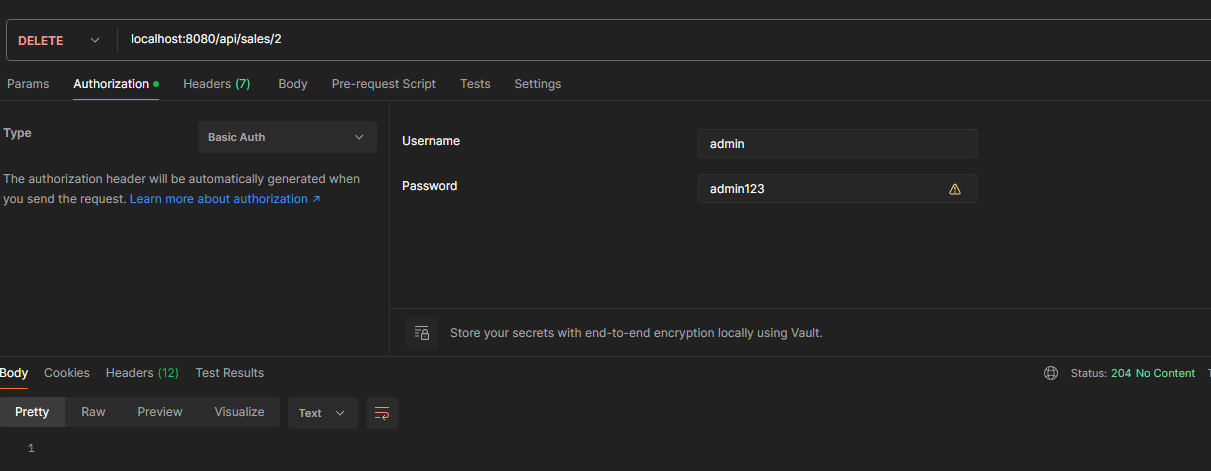 DELETE localhost:8080/api/sales/2
Params Authorization Headers (7) Body Pre-request Script Tests Settings
Type Basic Auth
The authorization header will be automatically generated when
you send the request. Learn more about authorization ↗
Username admin
Password admin123
Store your secrets with end-to-end encryption locally using Vault.
Body Cookies Headers (12) Test Results Status: 204 No Content
Pretty Raw Preview Visualize Text
1